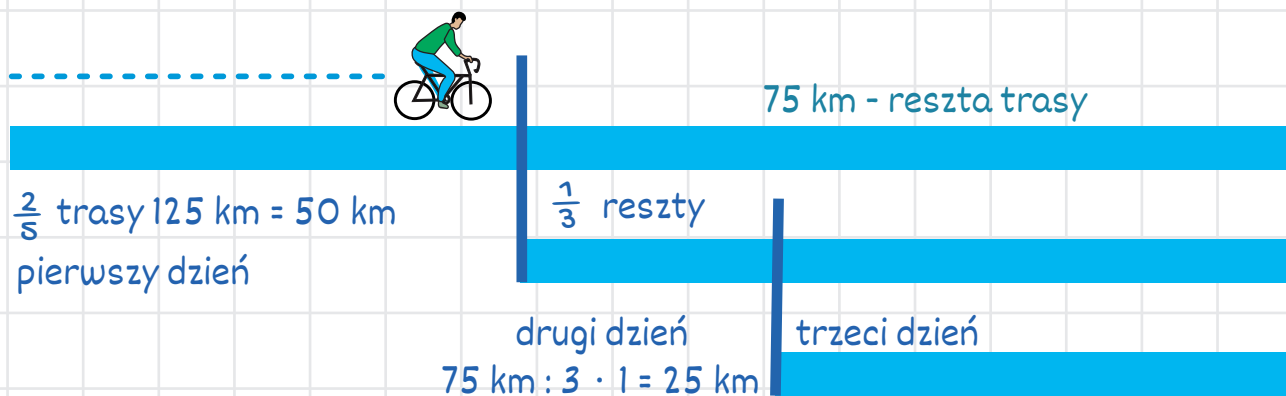 75 km - reszta trasy
2/5 trasy 125 km = 50 km
pierwszy dzień
1/3 reszty
drugi dzień
75 km : 3 · 1 = 25 km
trzeci dzień